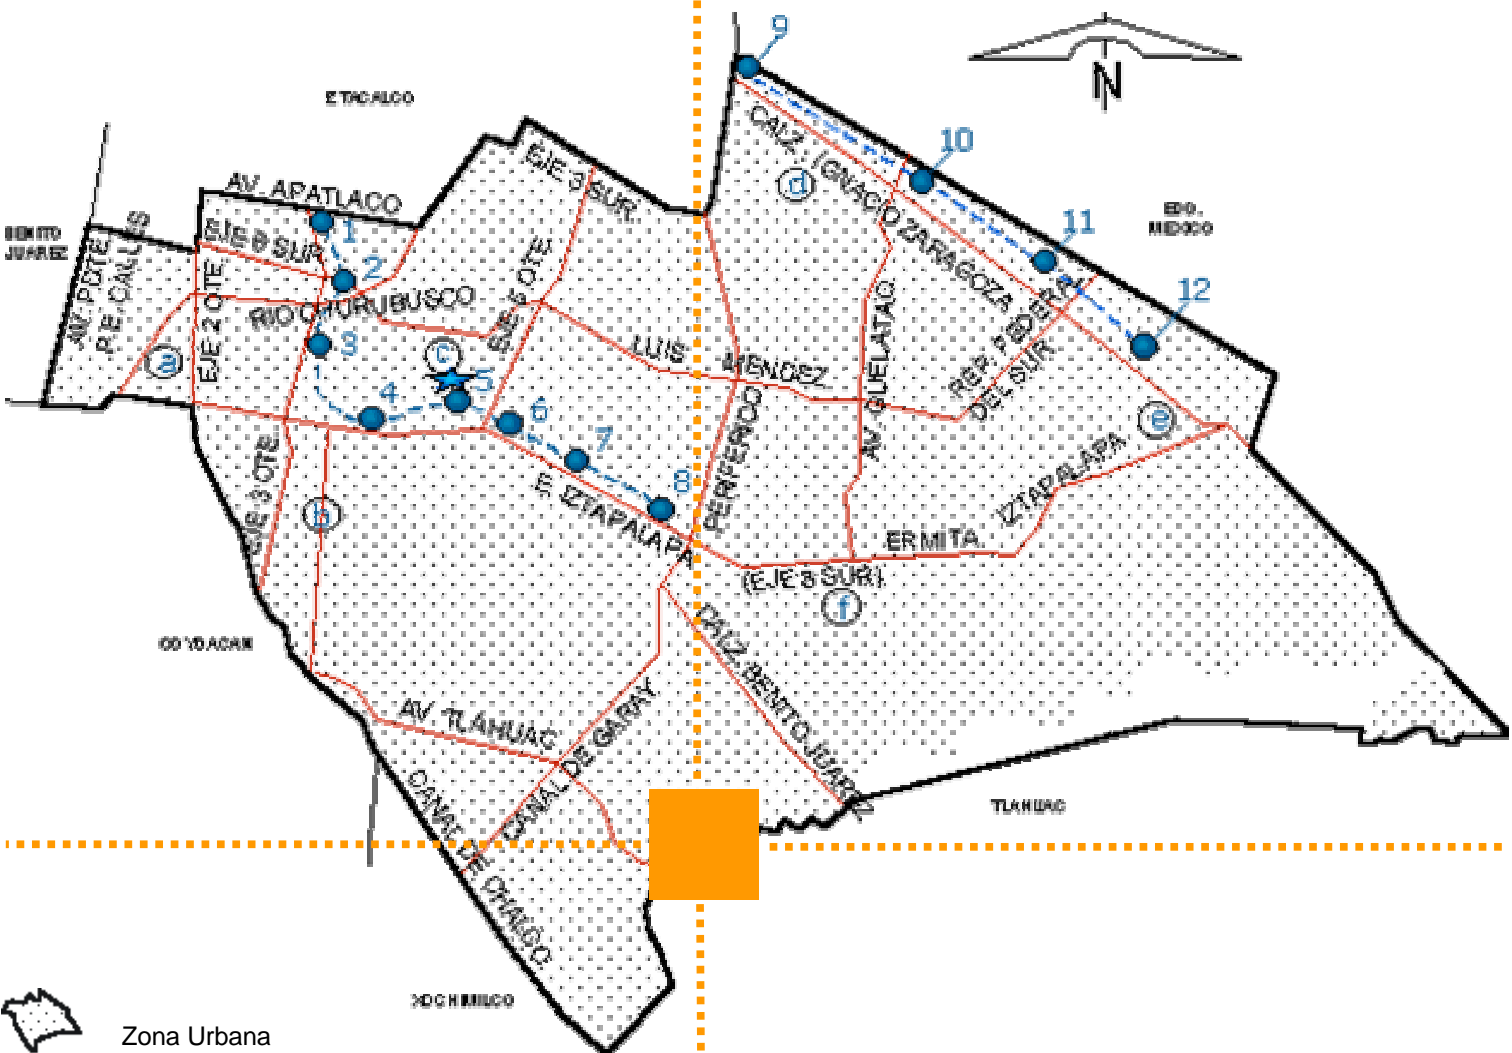 9
N
IZTACALCO
10
EJE 3 SUR
CALZ. IGNACIO ZARAGOZA
d
AV. APATLACO
BENITO
JUAREZ
EDO.
MEXICO
1
11
EJE 6 SUR
2
12
AV. PDTE.
P.E. CALLES
EJE 2 OTE.
RIO CHURUBUSCO
EJE 5 OTE
3
a
c
LUIS
MENDEZ
AV. GUELATAO
REP. FEDERAL
DEL SUR
4
5
6
7
8
e
PERIFERICO
EJE 3 OTE.
E. IZTAPALAPA
IZTAPALAPA
ERMITA
(EJE 8 SUR)
f
COYOACAN
CALZ. BENITO JUAREZ
AV. TLAHUAC
CANAL DE GARAY
CANAL DE CHALCO
TLAHUAC
XOCHIMILCO
Zona Urbana